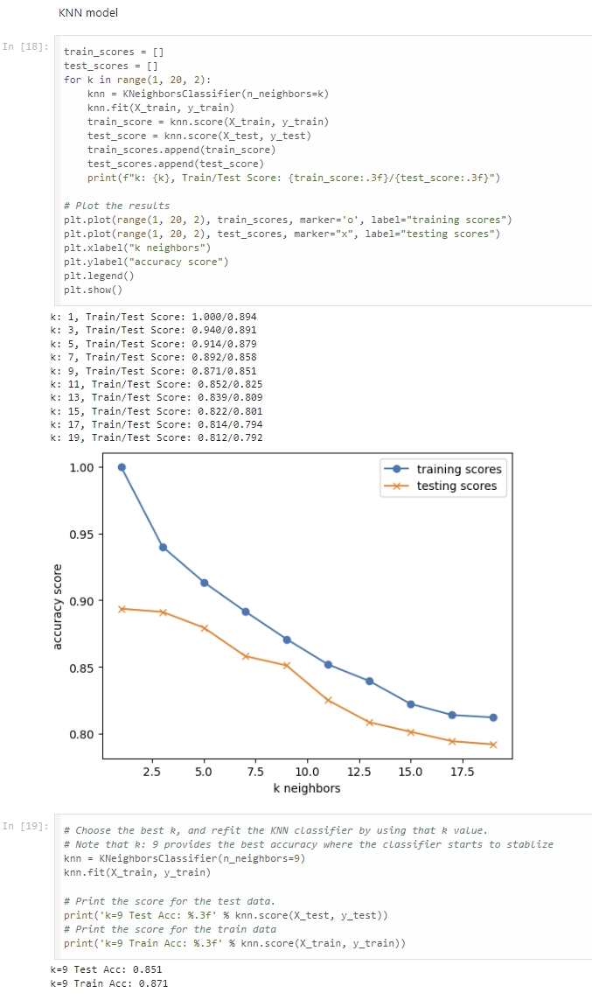 KNN model
In [18]:
train_scores = []
test_scores = []
for k in range(1, 20, 2):
    knn = KNeighborsClassifier(n_neighbors=k)
    knn.fit(X_train, y_train)
    train_score = knn.score(X_train, y_train)
    test_score = knn.score(X_test, y_test)
    train_scores.append(train_score)
    test_scores.append(test_score)
    print(f"k: {k}, Train/Test Score: {train_score:.3f}/{test_score:.3f}")
# Plot the results
plt.plot(range(1, 20, 2), train_scores, marker='o', label="training scores")
plt.plot(range(1, 20, 2), test_scores, marker="x", label="testing scores")
plt.xlabel("k neighbors")
plt.ylabel("accuracy score")
plt.legend()
plt.show()
k: 1, Train/Test Score: 1.000/0.894
k: 3, Train/Test Score: 0.940/0.891
k: 5, Train/Test Score: 0.914/0.879
k: 7, Train/Test Score: 0.892/0.858
k: 9, Train/Test Score: 0.871/0.851
k: 11, Train/Test Score: 0.852/0.825
k: 13, Train/Test Score: 0.839/0.809
k: 15, Train/Test Score: 0.822/0.801
k: 17, Train/Test Score: 0.814/0.794
k: 19, Train/Test Score: 0.812/0.792
training scores
testing scores
1.00
0.95
0.90
0.85
0.80
accuracy score
2.5 5.0 7.5 10.0 12.5 15.0 17.5
k neighbors
In [19]:
# Choose the best k, and refit the KNN classifier by using that k value.
# Note that k: 9 provides the best accuracy where the classifier starts to stablize
knn = KNeighborsClassifier(n_neighbors=9)
knn.fit(X_train, y_train)
# Print the score for the test data.
print('k=9 Test Acc: %.3f' % knn.score(X_test, y_test))
# Print the score for the train data
print('k=9 Train Acc: %.3f' % knn.score(X_train, y_train))
k=9 Test Acc: 0.851
k=9 Train Acc: 0.871